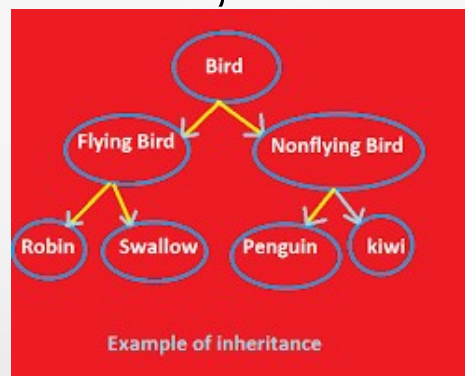 Bird
Flying Bird Nonflying Bird
Robin Swallow Penguin kiwi
Example of inheritance